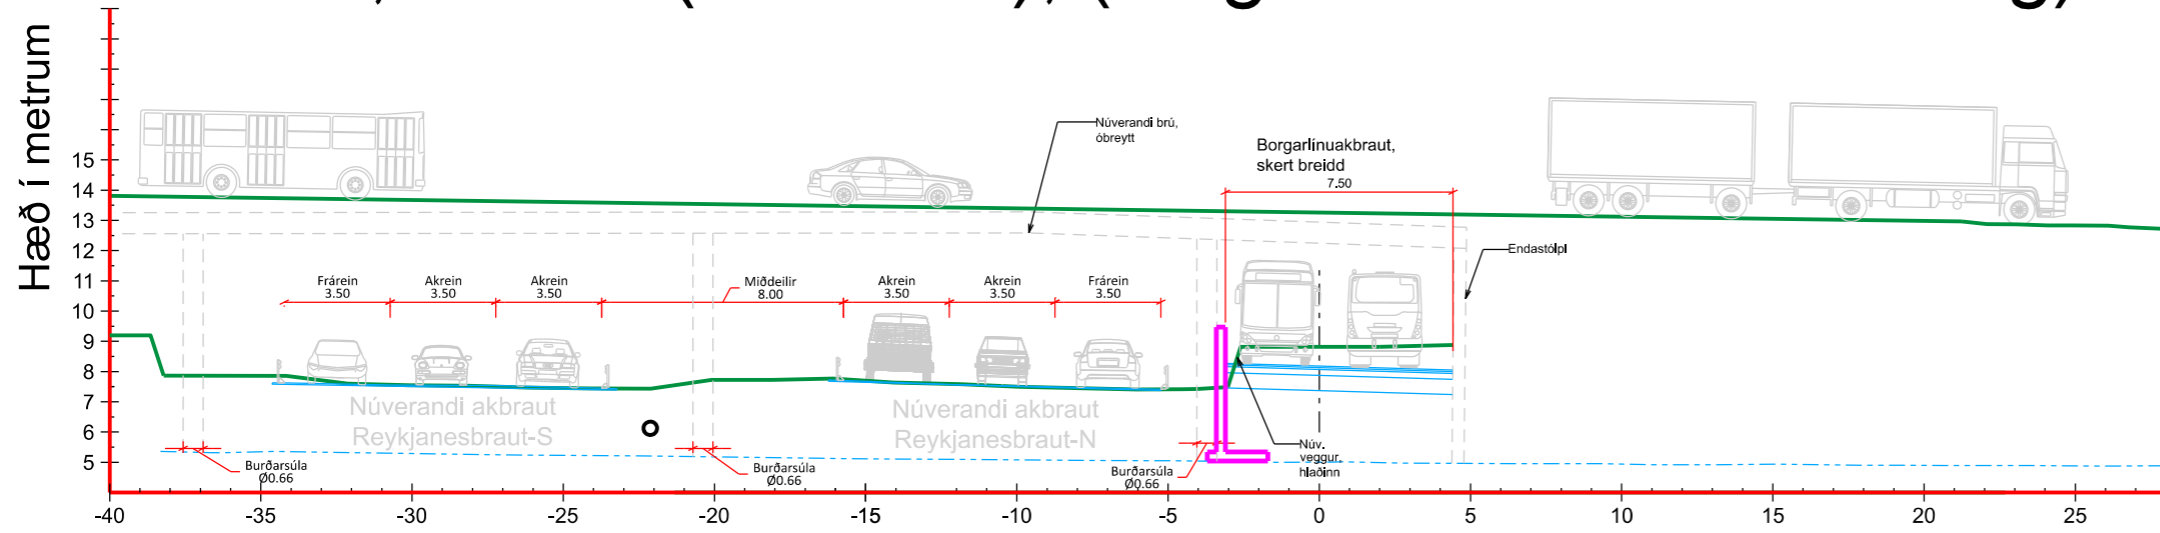 Hæð í metrum
15
14
13
12
11
10
9
8
7
6
5
Núverandi brú,
óbreytt
Borgarlínuakbraut,
skert breidd
7.50
Endastólpi
Frárein
3.50
Akrein
3.50
Akrein
3.50
Miðdeilir
8.00
Akrein
3.50
Akrein
3.50
Frárein
3.50
Núverandi akbraut
Reykjanesbraut-S
Núverandi akbraut
Reykjanesbraut-N
Burðarsúla
Ø0.66
Burðarsúla
Ø0.66
Burðarsúla
Ø0.66
Núv.
veggur,
hlaðinn
-40 -35 -30 -25 -20 -15 -10 -5 0 5 10 15 20 25